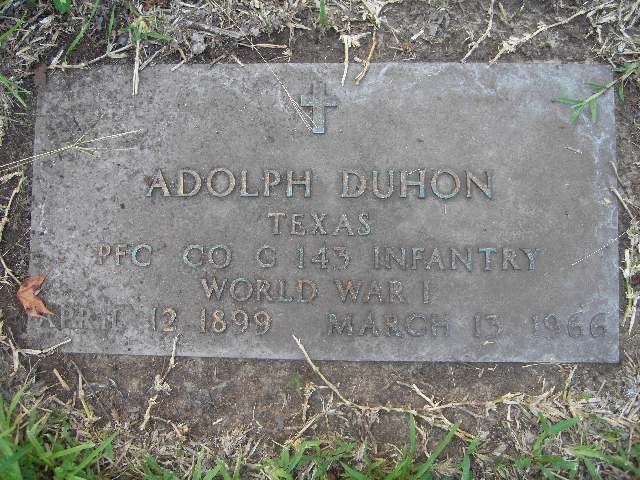 ADOLPH DUHON
TEXAS
PFC CO G 143 INFANTRY
WORLD WAR I
APRIL 12 1899 MARCH 13 1966